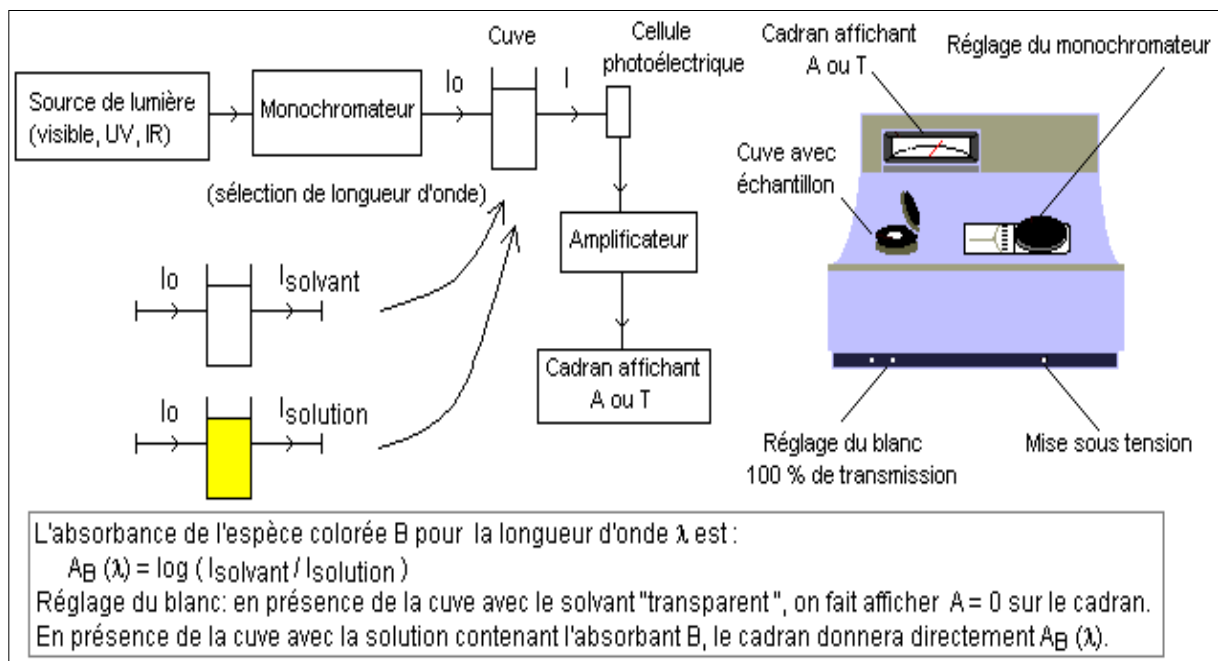 Source de lumière
(visible, UV, IR)
Monochromateur
Io
Cuve
I
Cellule
photoélectrique
(sélection de longueur d'onde)
Amplificateur
Cadran affichant
A ou T
Io
Isolvant
Io
Isolution
Cadran affichant
A ou T
Réglage du monochromateur
Cuve avec
échantillon
Réglage du blanc
100 % de transmission
Mise sous tension
L'absorbance de l'espèce colorée B pour la longueur d'onde λ est :
AB (λ) = log ( Isolvant / Isolution )
Réglage du blanc: en présence de la cuve avec le solvant "transparent", on fait afficher A = 0 sur le cadran.
En présence de la cuve avec la solution contenant l'absorbant B, le cadran donnera directement AB (λ).